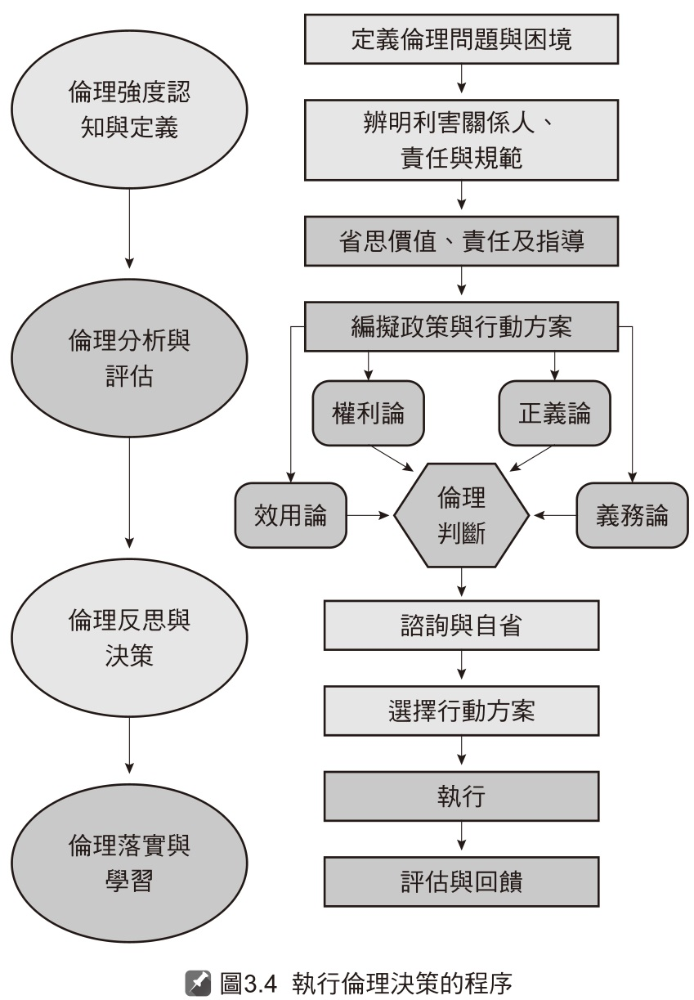 倫理強度認
知與定義
倫理分析與
評估
倫理反思與
決策
倫理落實與
學習
定義倫理問題與困境
辨明利害關係人、
責任與規範
省思價值、責任及指導
編擬政策與行動方案
權利論
正義論
效用論
倫理
判斷
義務論
諮詢與自省
選擇行動方案
執行
評估與回饋
圖3.4 執行倫理決策的程序